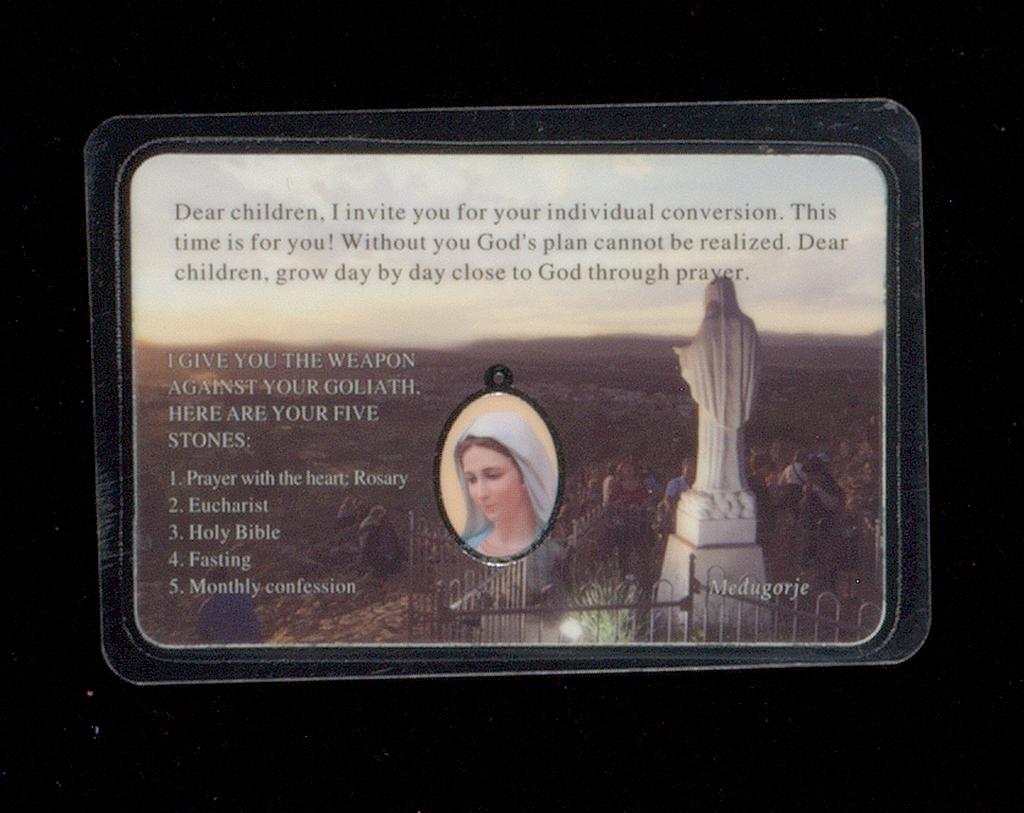 Dear children, I invite you for your individual conversion. This
time is for you! Without you God's plan cannot be realized. Dear
children, grow day by day close to God through prayer.
I GIVE YOU THE WEAPON
AGAINST YOUR GOLIATH,
HERE ARE YOUR FIVE
STONES:
1. Prayer with the heart: Rosary
2. Eucharist
3. Holy Bible
4. Fasting
5. Monthly confession
Medugorje